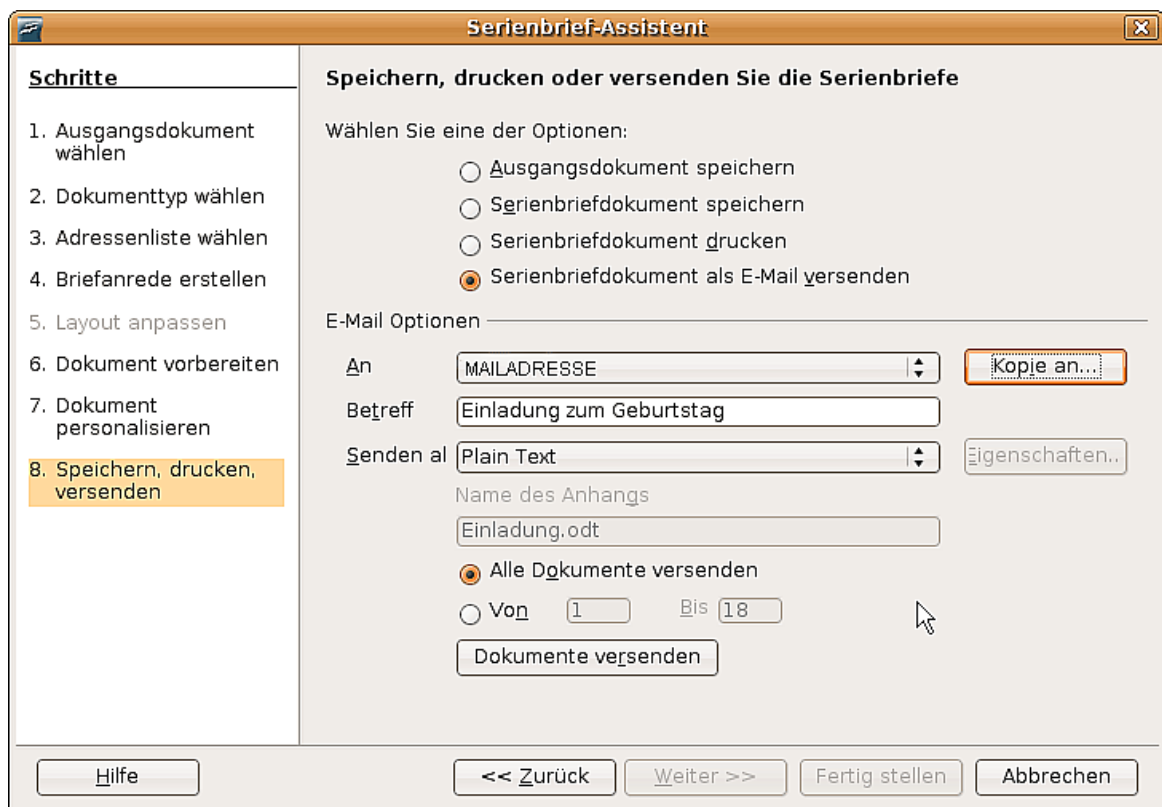 Serienbrief-Assistent
Schritte
1. Ausgangsdokument
wählen
2. Dokumenttyp wählen
3. Adressenliste wählen
4. Briefanrede erstellen
5. Layout anpassen
6. Dokument vorbereiten
7. Dokument
personalisieren
8. Speichern, drucken,
versenden
Speichern, drucken oder versenden Sie die Serienbriefe
Wählen Sie eine der Optionen:
Ausgangsdokument speichern
Serienbriefdokument speichern
Serienbriefdokument drucken
Serienbriefdokument als E-Mail versenden
E-Mail Optionen
An MAILADRESSE Kopie an...
Betreff Einladung zum Geburtstag
Senden al Plain Text Eigenschaften..
Name des Anhangs
Einladung.odt
Alle Dokumente versenden
Von 1 Bis 18
Dokumente versenden
Hilfe << Zurück Weiter >> Fertig stellen Abbrechen